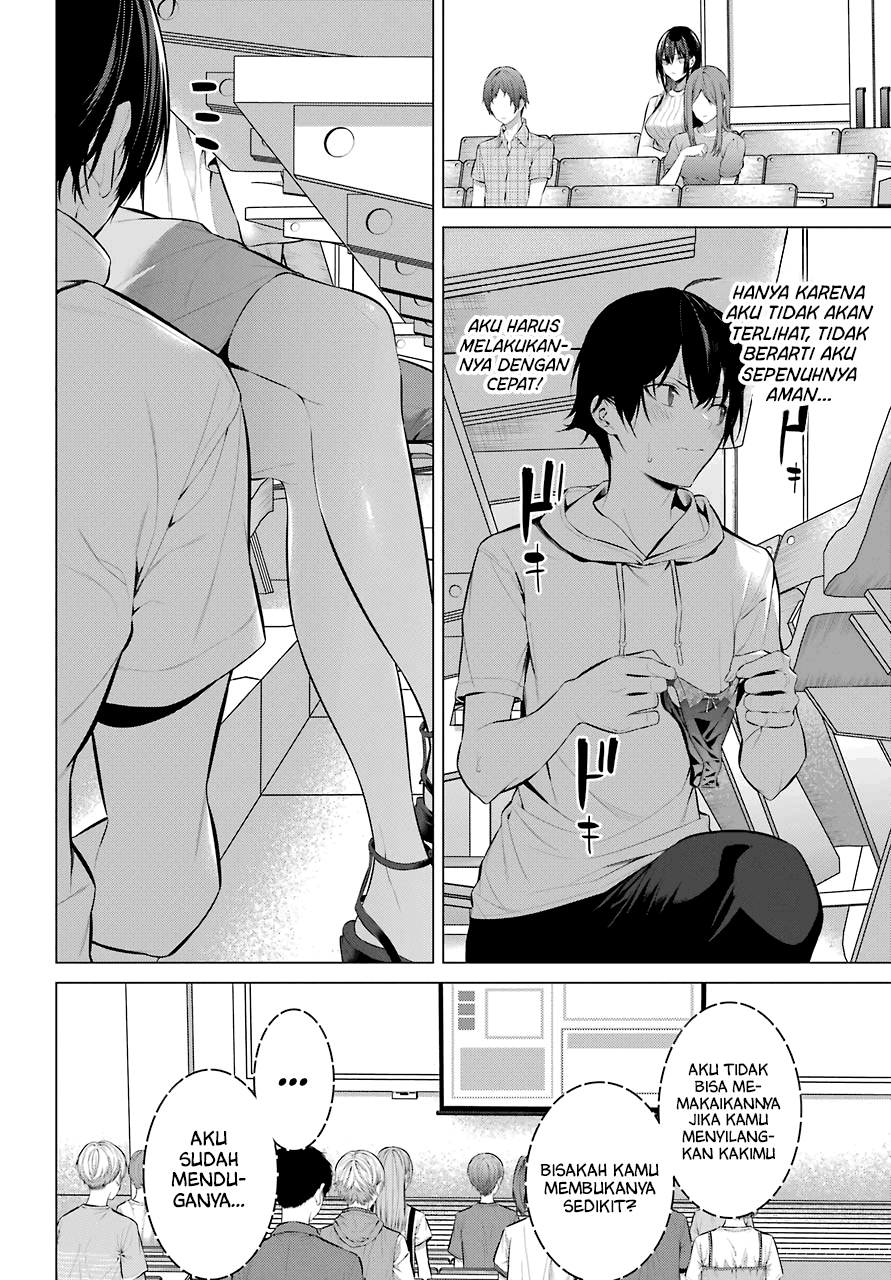 HANYA KARENA
AKU TIDAK AKAN
TERLIHAT, TIDAK
BERARTI AKU
SEPENUHNYA
AMAN...
AKU HARUS
MELAKUKAN-
NYA DENGAN
CEPAT!
ドキ
ドキ
ドキ
AKU TIDAK
BISA ME-
MAKAIKANNYA
JIKA KAMU
MENYILANG-
KAN KAKIMU
BISAKAH KAMU
MEMBUKANYA
SEDIKIT?
...
AKU
SUDAH
MENDU-
GANYA...